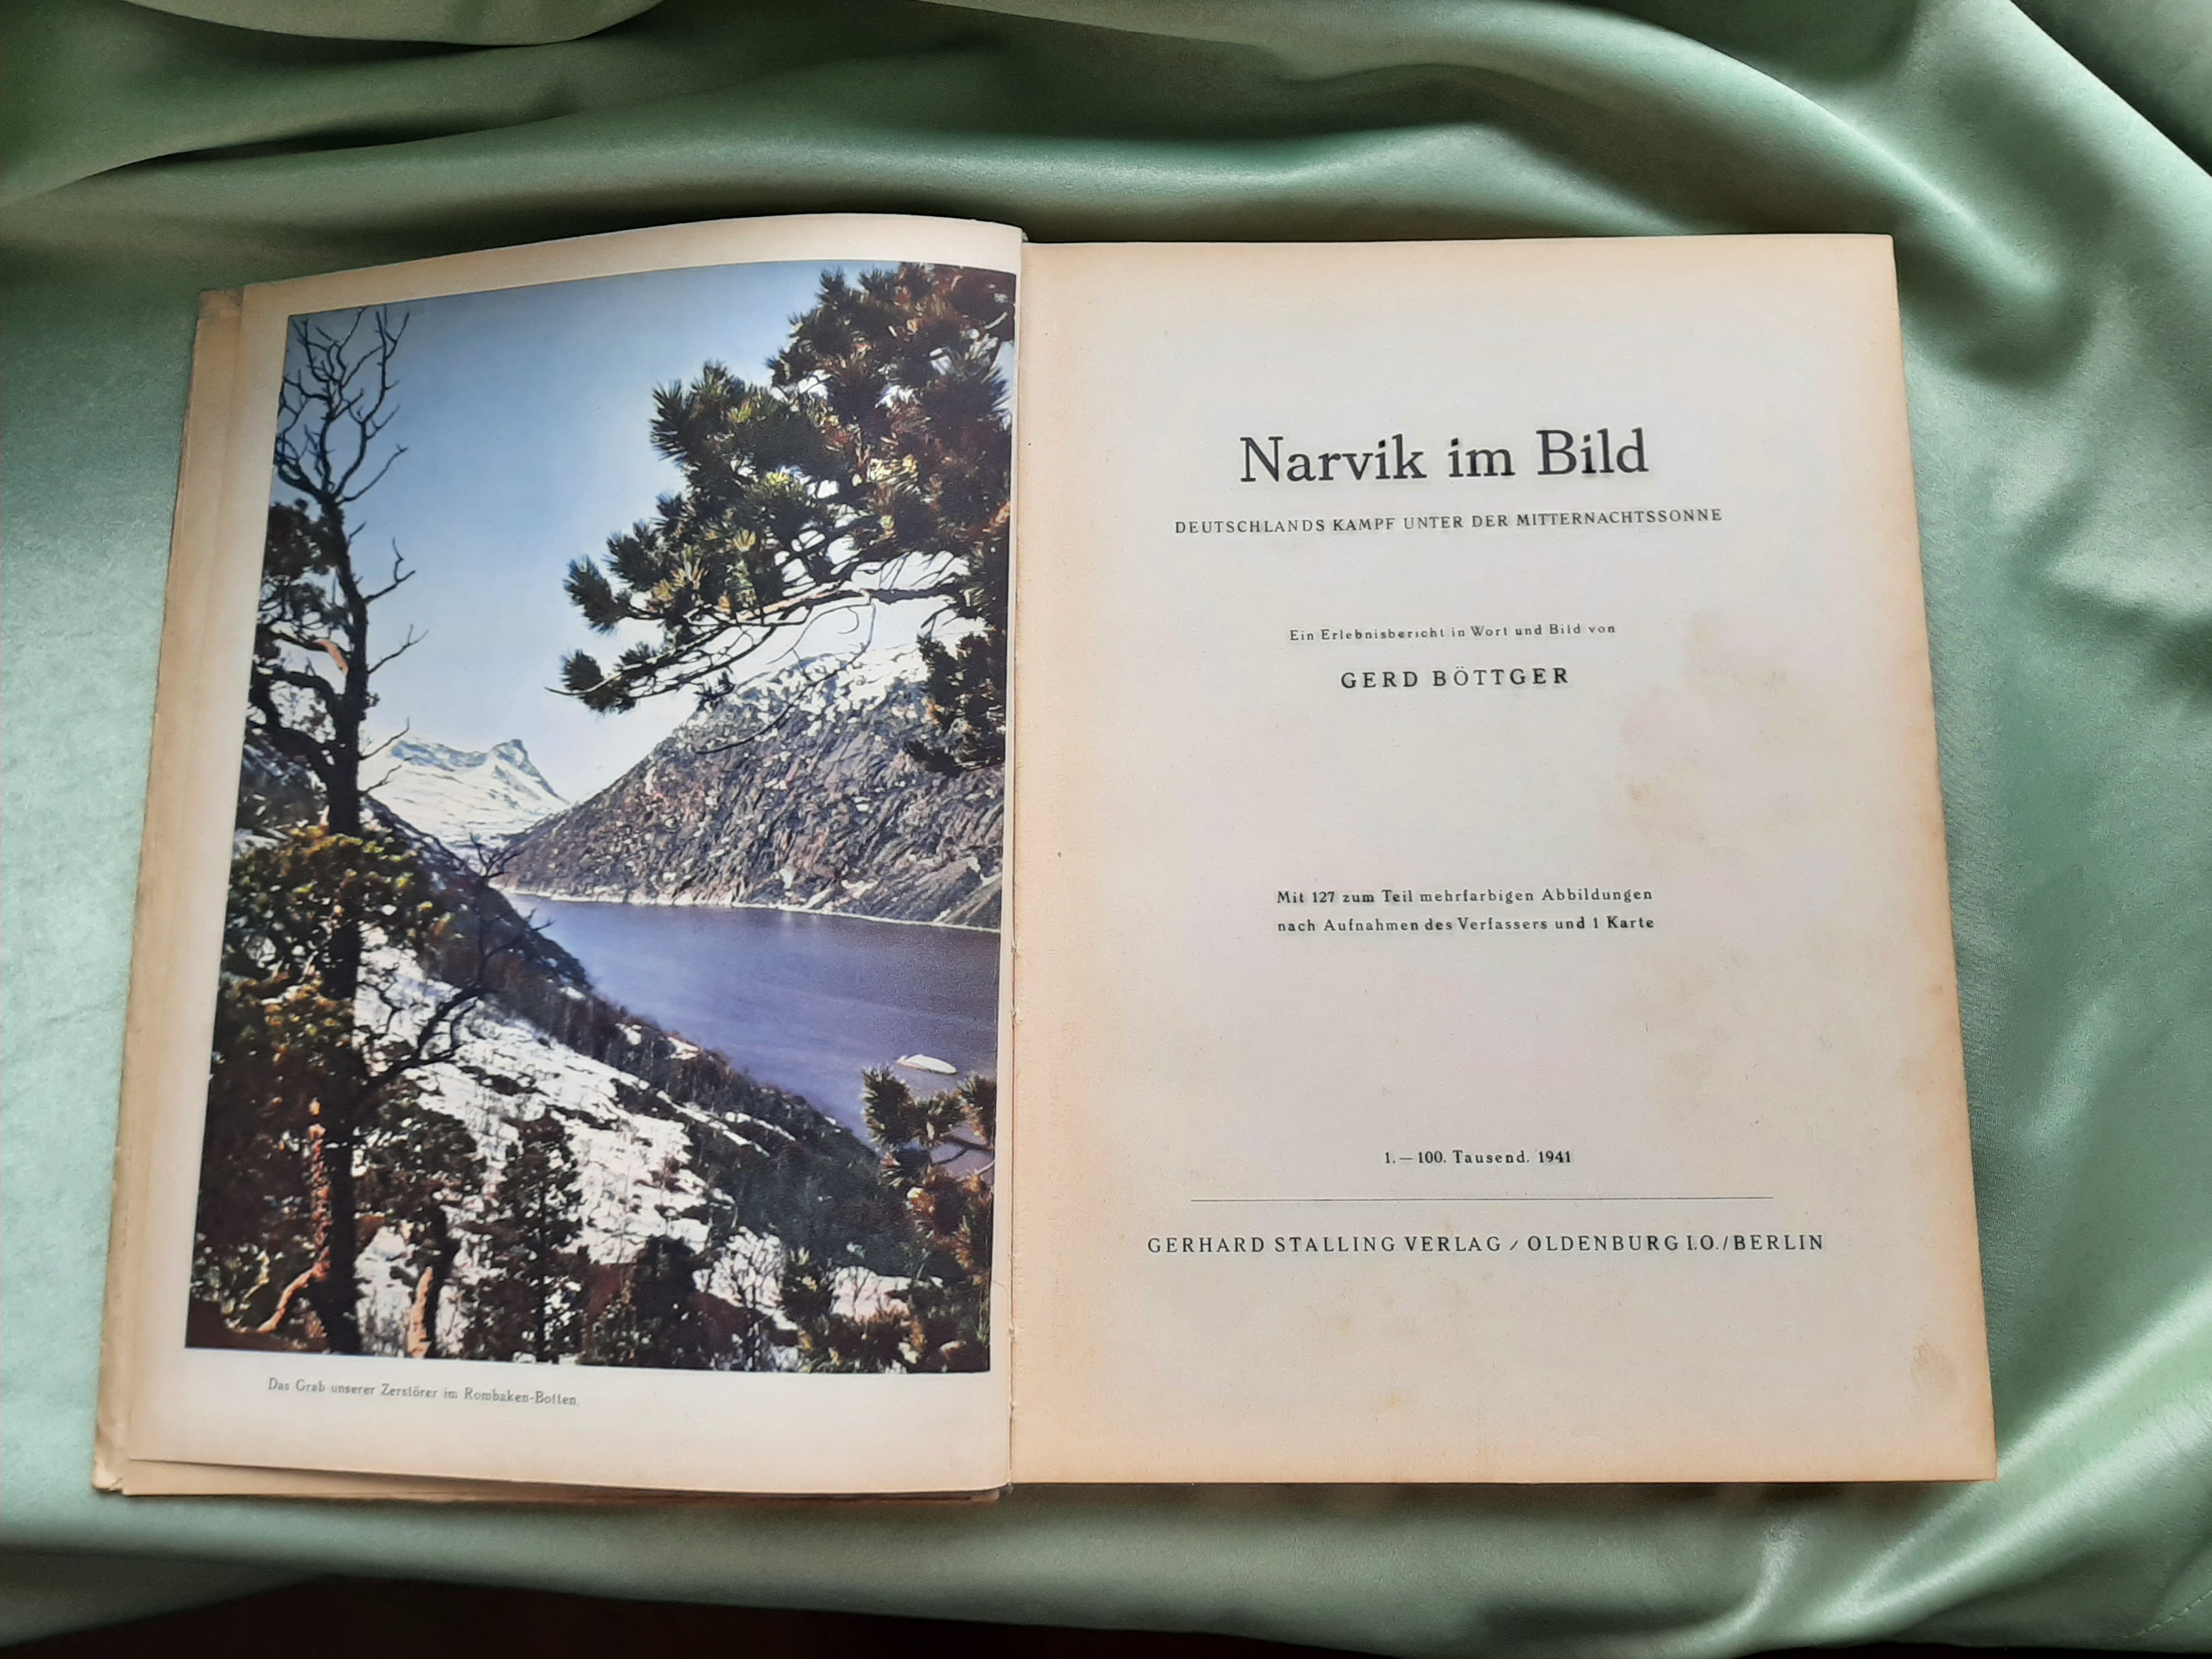 Das Grab unserer Zerstörer im Rombaken-Botten.
Narvik im Bild
DEUTSCHLANDS KAMPF UNTER DER MITTERNACHTSSONNE
Ein Erlebnisbericht in Wort und Bild von
GERD BÖTTGER
Mit 127 zum Teil mehrfarbigen Abbildungen
nach Aufnahmen des Verfassers und 1 Karte
1.—100. Tausend. 1941
GERHARD STALLING VERLAG / OLDENBURG I.O. / BERLIN